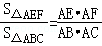 S△AEF / S△ABC = AE·AF / AB·AC